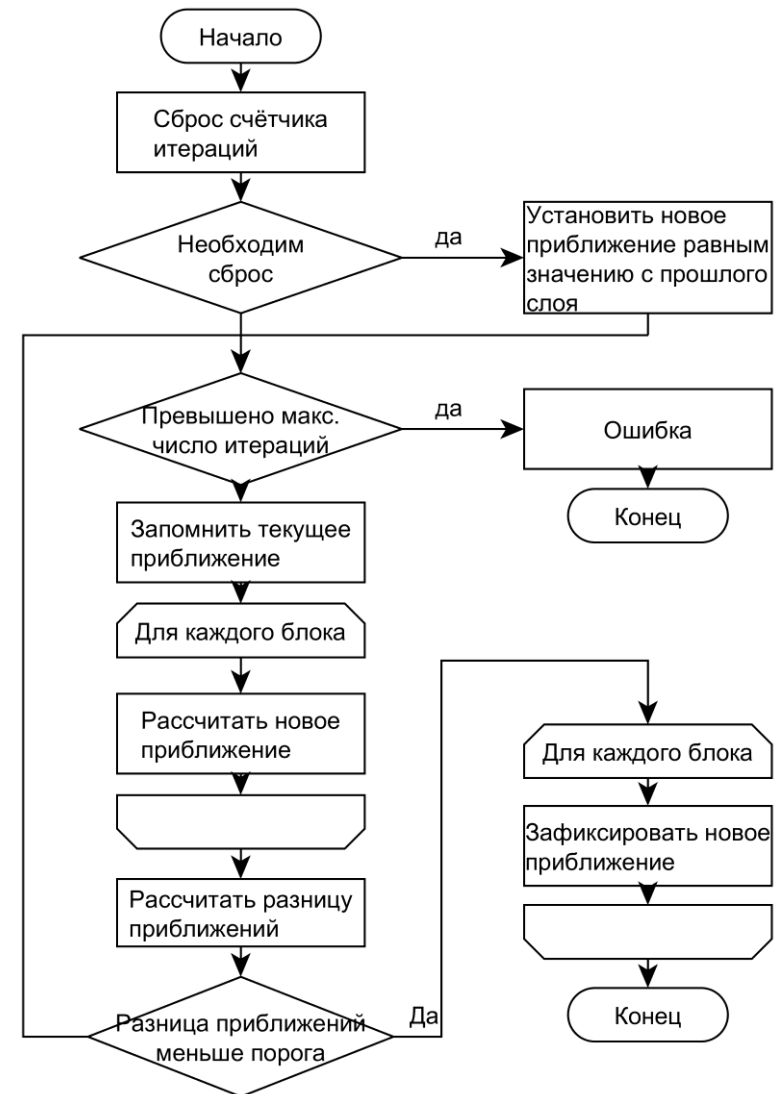 Начало
Сброс счётчика
итераций
Необходим
сброс
да
Установить новое
приближение равным
значению с прошлого
слоя
Превышено макс.
число итераций
да
Ошибка
Конец
Запомнить текущее
приближение
Для каждого блока
Рассчитать новое
приближение
Рассчитать разницу
приближений
Разница приближений
меньше порога
Да
Для каждого блока
Зафиксировать новое
приближение
Конец